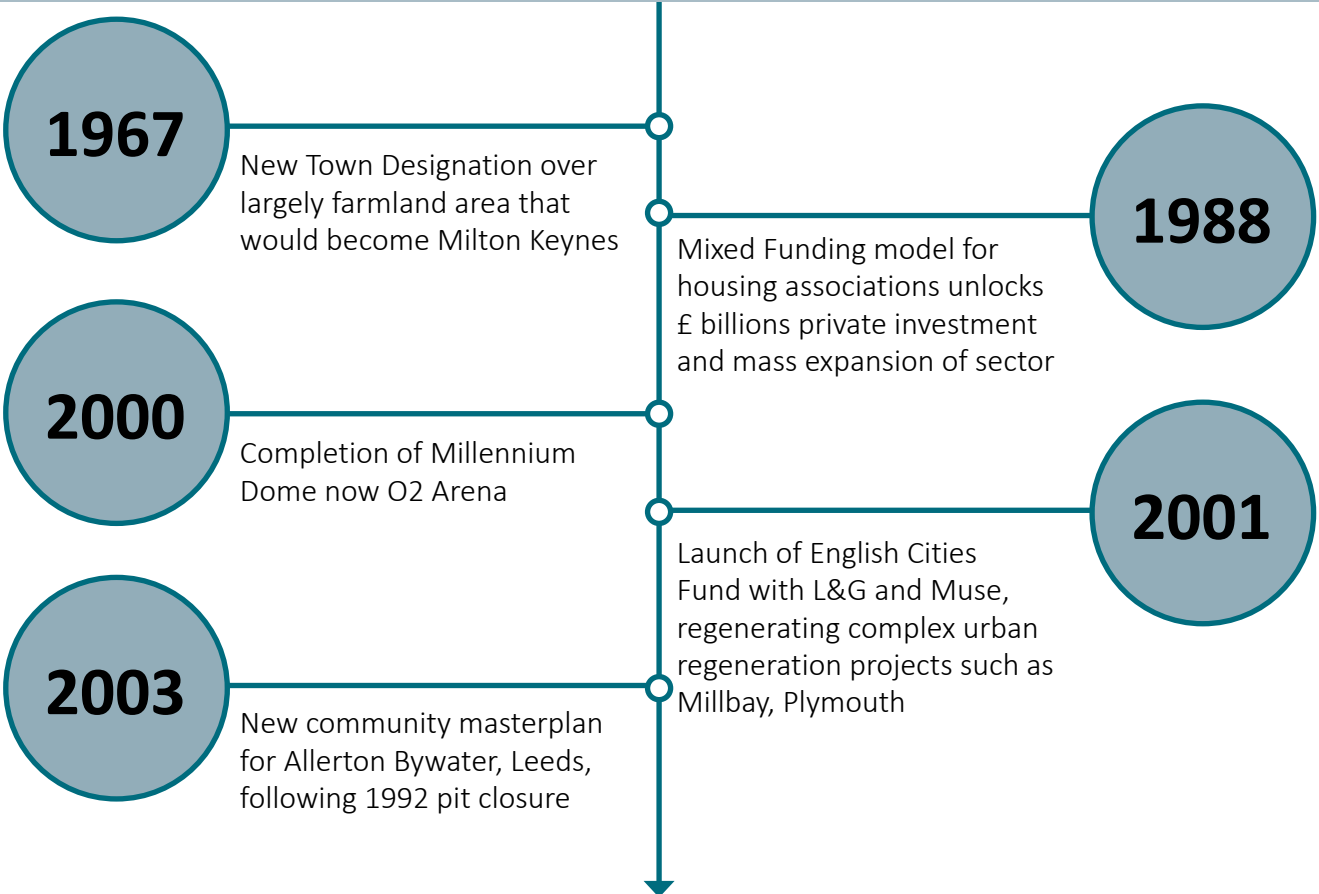 1967
New Town Designation over
largely farmland area that
would become Milton Keynes
1988
Mixed Funding model for
housing associations unlocks
£ billions private investment
and mass expansion of sector
2000
Completion of Millennium
Dome now O2 Arena
2001
Launch of English Cities
Fund with L&G and Muse,
regenerating complex urban
regeneration projects such as
Millbay, Plymouth
2003
New community masterplan
for Allerton Bywater, Leeds,
following 1992 pit closure